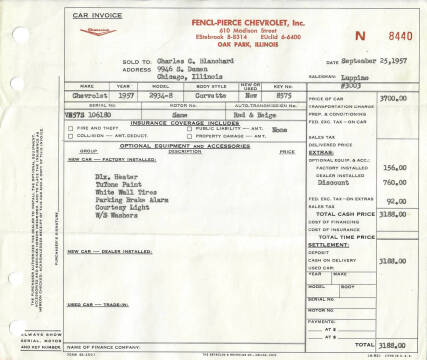 CAR INVOICE
Chevrolet
FENCL-PIERCE CHEVROLET, Inc.
610 Madison Street
EStebrook 8-8314 EUclid 6-6400
OAK PARK, ILLINOIS
N 8440
SOLD TO: Charles C. Blanchard
ADDRESS 9946 S. Damen
Chicago, Illinois
DATE September 25,1957
SALESMAN: Luppino
#3003
MAKE YEAR MODEL BODY NEW OR USED KEY No.
Chevrolet 1957 2934-8 Corvette New 8575
SERIAL NO. MOTOR NO. AUTO.TRANSMISSION NO.
VE57S 106180 Same Red & Beige
INSURANCE COVERAGE INCLUDES
FIRE AND THEFT PUBLIC LIABILITY — AMT. None
COLLISION — AMT.DEDUCT. PROPERTY DAMAGE — AMT.
OPTIONAL EQUIPMENT AND ACCESSORIES
GROUP DESCRIPTION PRICE
NEW CAR — FACTORY INSTALLED:
Dlx. Heater
TuTone Paint
White Wall Tires
Parking Brake Alarm
Courtesy Light
W/S Washers
NEW CAR — DEALER INSTALLED:
USED CAR — TRADE-IN:
NAME OF FINANCE COMPANY:
PRICE OF CAR 3700.00
TRANSPORTATION CHARGE
PREP. & COND. CHARGE
FED. EXC. TAX — ON CAR
SALES TAX
DELIVERED PRICE
EXTRAS:
OPTIONAL EQUIP. & ACC.:
FACTORY INSTALLED 156.00
DEALER INSTALLED
Discount 760.00
FED. EXC. TAX — ON EXTRAS 92.00
SALES TAX
TOTAL CASH PRICE 3188.00
COST OF FINANCING
COST OF INSURANCE
TOTAL TIME PRICE
SETTLEMENT:
DEPOSIT
CASH ON DELIVERY 3188.00
USED CAR:
YEAR MAKE
MODEL BODY
SERIAL NO.
MOTOR NO.
PAYMENTS:
AT $
AT $
TOTAL 3188.00
PURCHASER'S SIGNATURE
ALWAYS SHOW
SERIAL, MOTOR
AND KEY NUMBER.